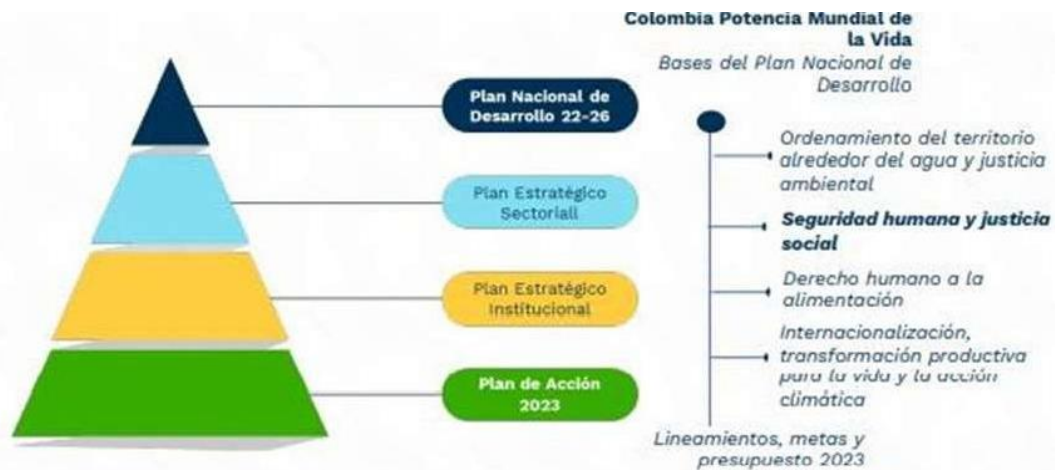 Plan Nacional de
Desarrollo 22-26
Plan Estratégico
Sectoriall
Plan Estratégico
Institucional
Plan de Acción
2023
Colombia Potencia Mundial de
la Vida
Bases del Plan Nacional de
Desarrollo
Ordenamiento del territorio
alrededor del agua y justicia
ambiental
Seguridad humana y justicia
social
Derecho humano a la
alimentación
Internacionalización,
transformación productiva
para la vida y la acción
climática
Lineamientos, metas y
presupuesto 2023